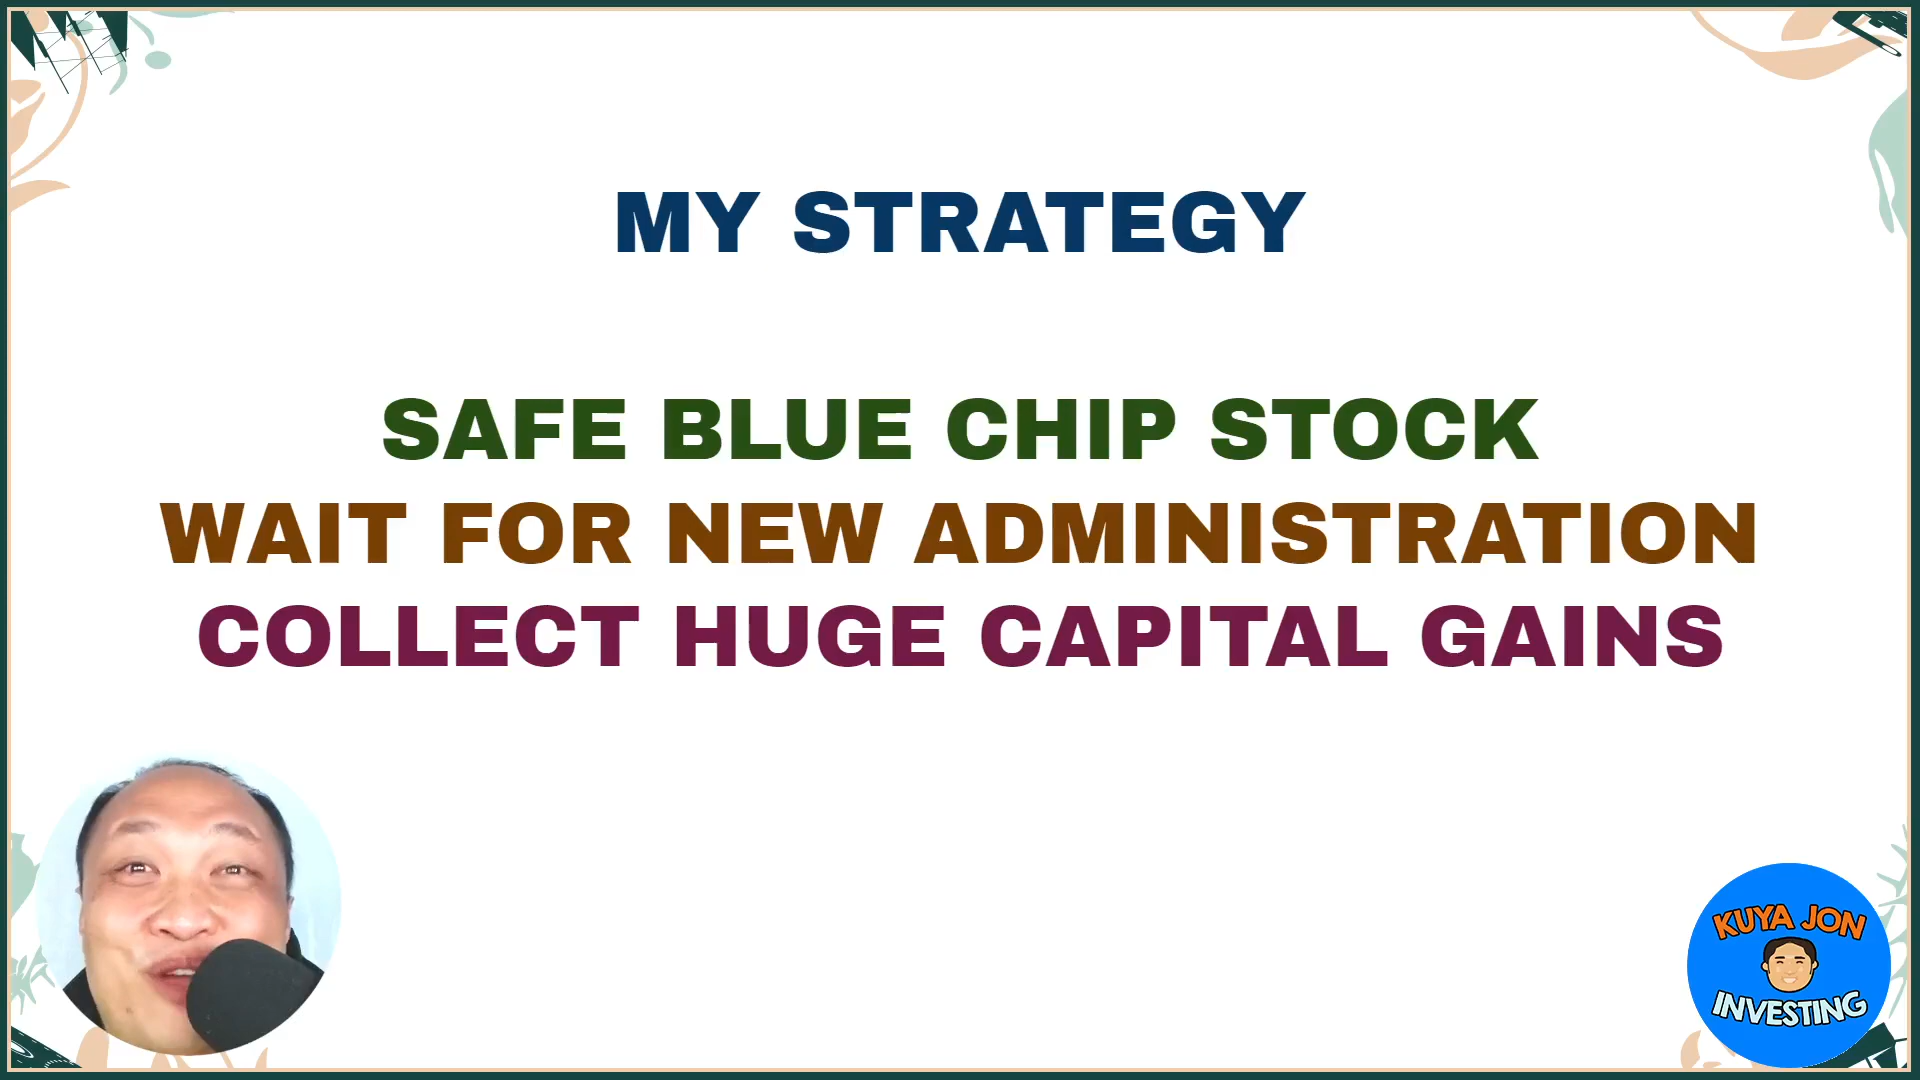 MY STRATEGY
SAFE BLUE CHIP STOCK
WAIT FOR NEW ADMINISTRATION
COLLECT HUGE CAPITAL GAINS
KUYA JON
INVESTING